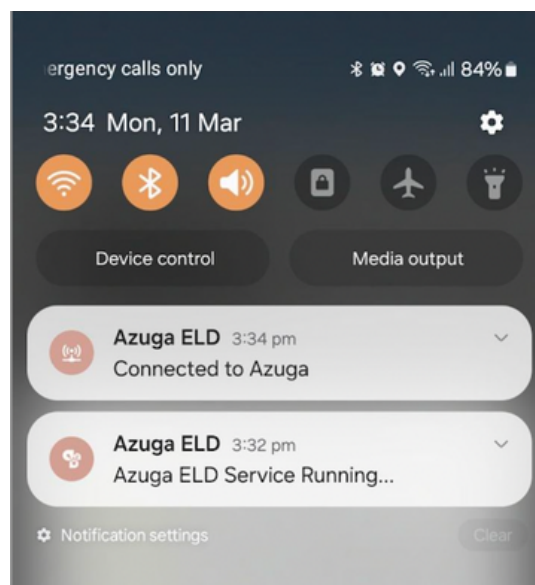 ergency calls only 84%
3:34 Mon, 11 Mar
Device control Media output
Azuga ELD 3:34 pm
Connected to Azuga
Azuga ELD 3:32 pm
Azuga ELD Service Running...
Notification settings Clear